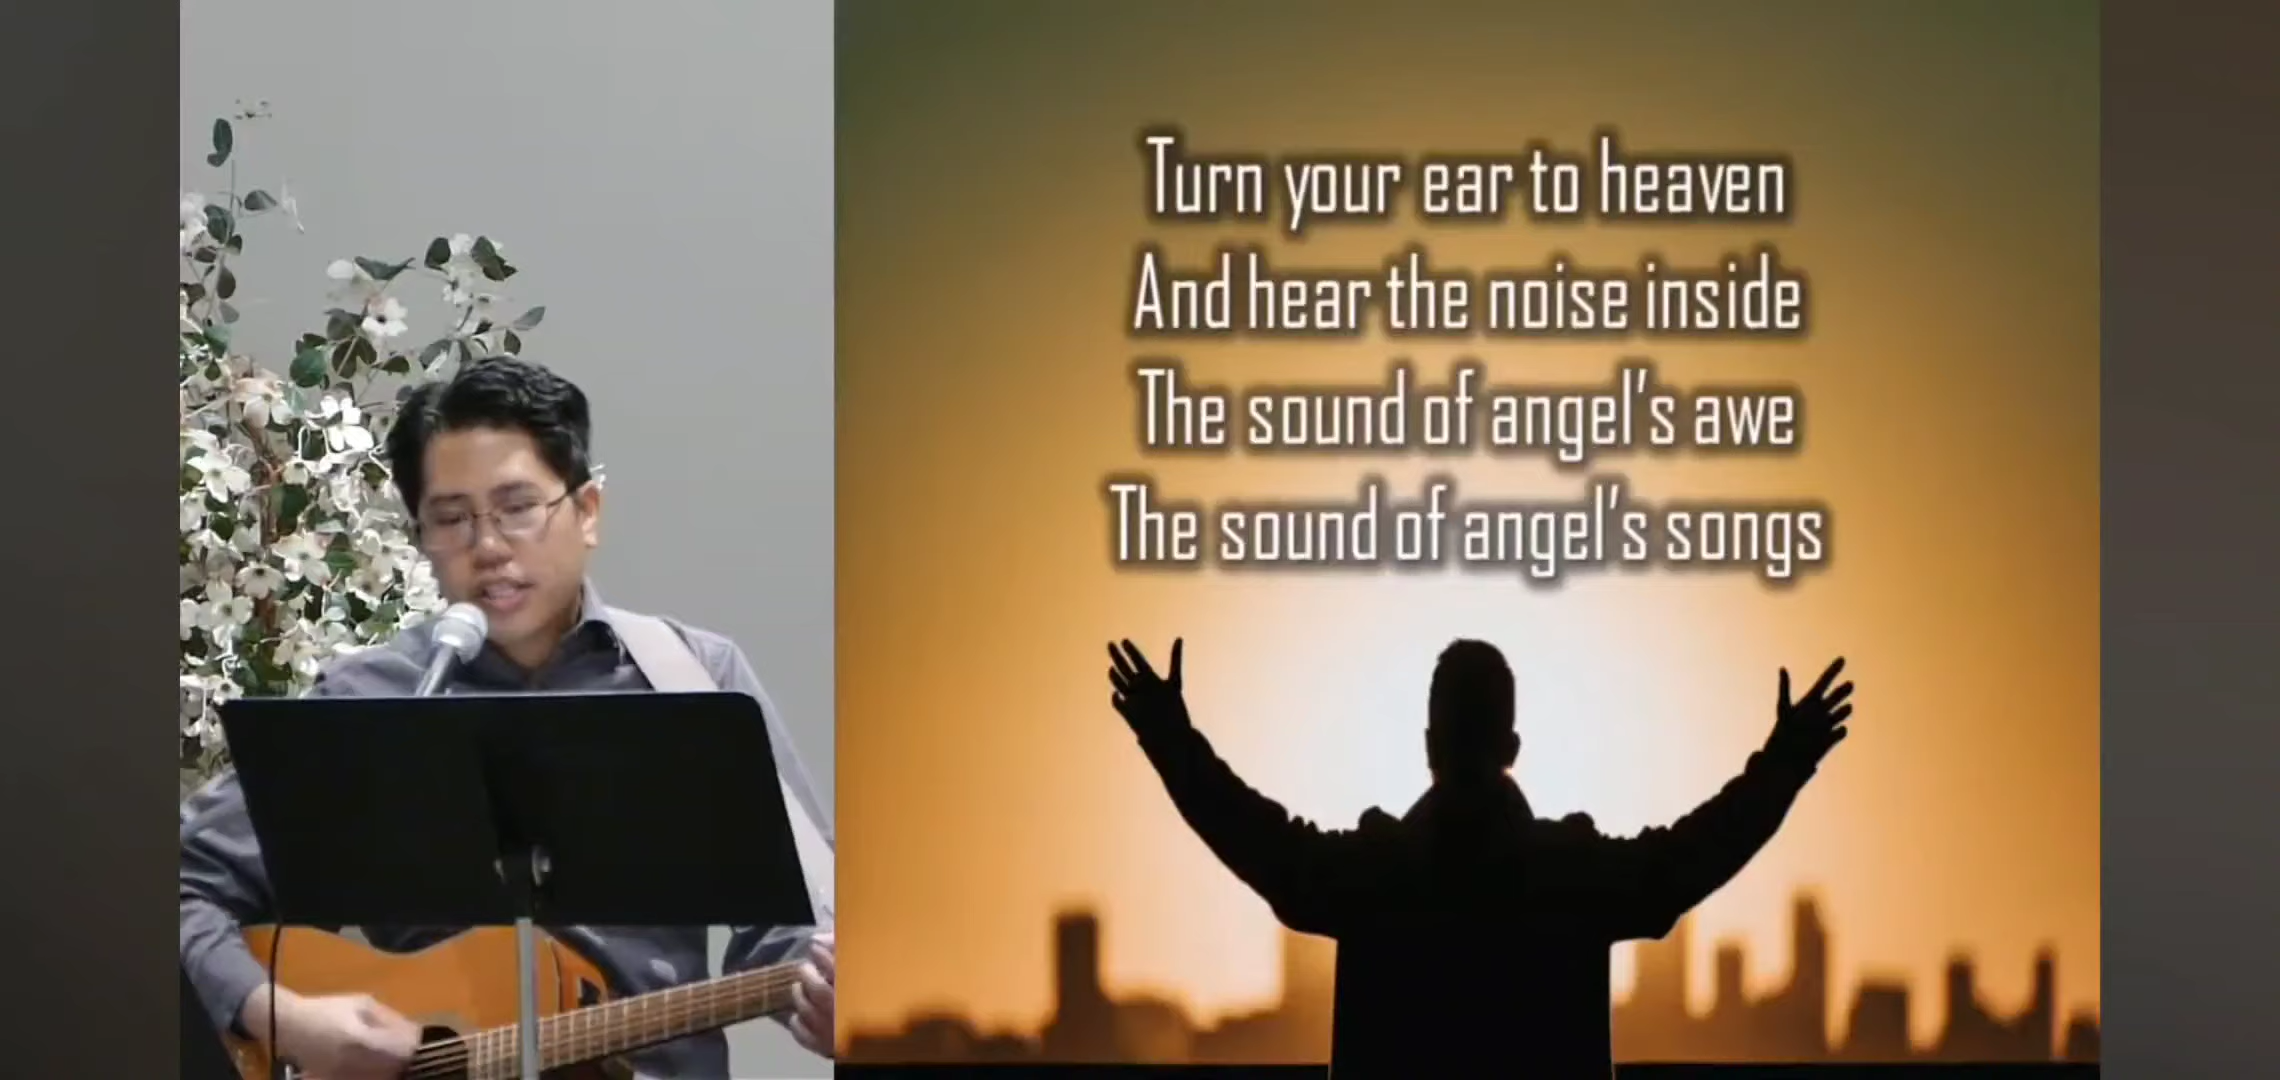 Turn your ear to heaven
And hear the noise inside
The sound of angel's awe
The sound of angel's songs